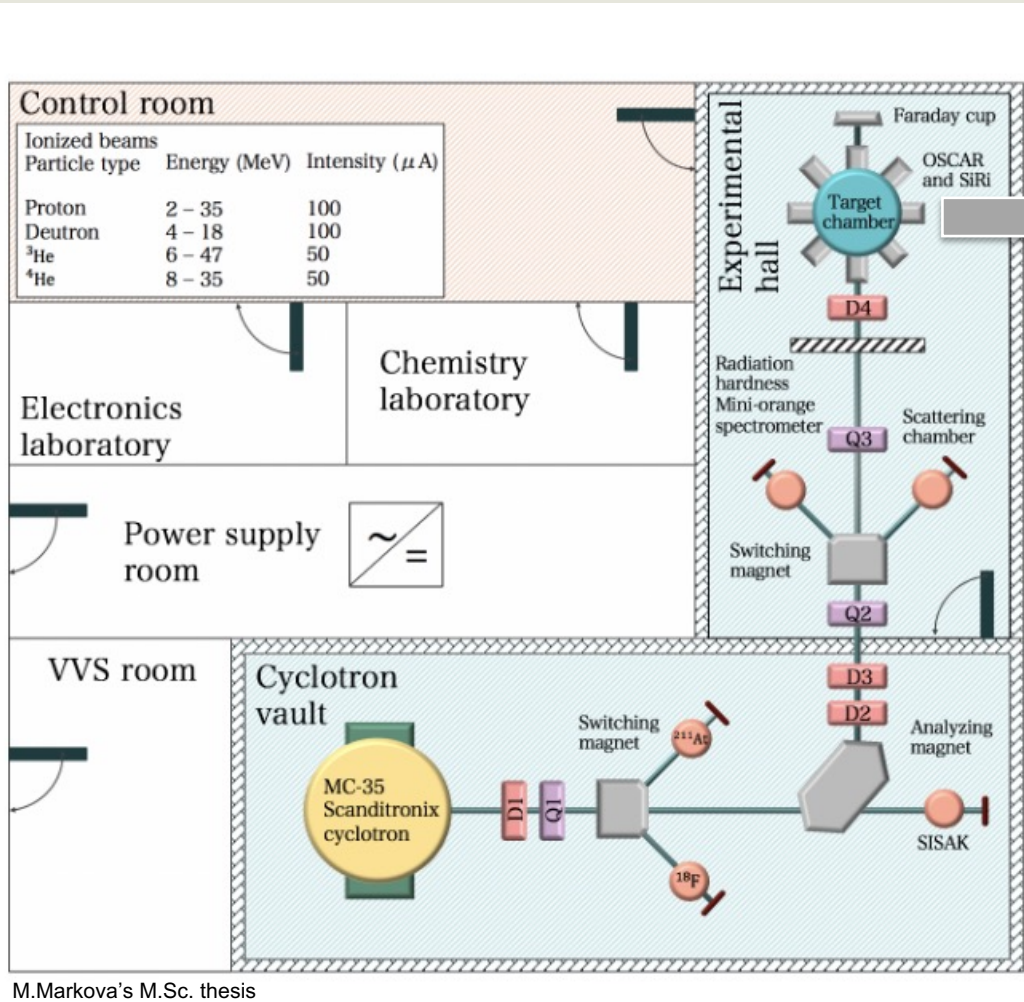 Control room
Ionized beams
Particle type Energy (MeV) Intensity (μA)
Proton 2 – 35 100
Deutron 4 – 18 100
³He 6 – 47 50
⁴He 8 – 35 50
Experimental
hall
Faraday cup
OSCAR
and SiRi
Target
chamber
D4
Electronics
laboratory
Chemistry
laboratory
Radiation
hardness
Mini-orange
spectrometer
Q3
Scattering
chamber
Power supply
room
~
=
Switching
magnet
Q2
VVS room
Cyclotron
vault
D3
D2
Switching
magnet
²¹¹At
Analyzing
magnet
MC-35
Scanditronix
cyclotron
D1
Q1
SISAK
¹⁸F
M.Markova's M.Sc. thesis